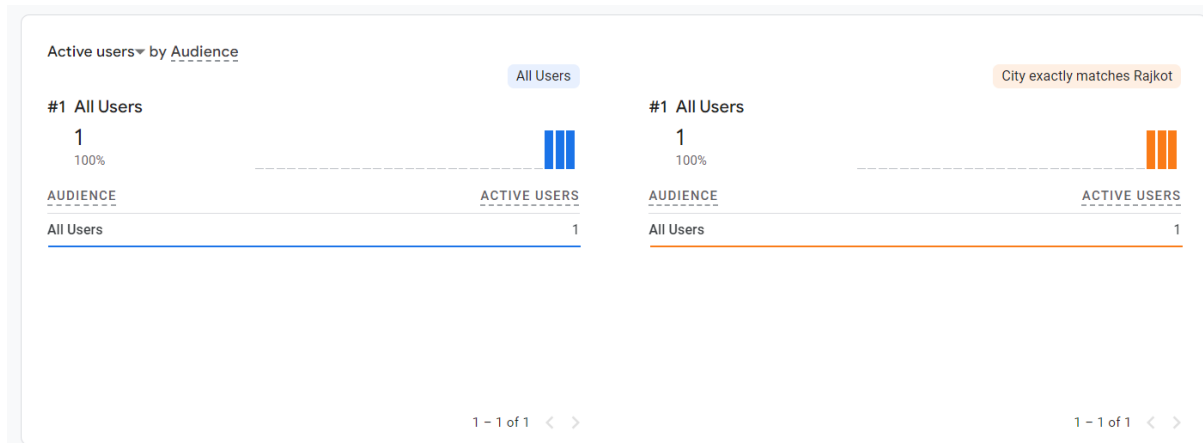 Active users by Audience
All Users
#1 All Users
1
100%
AUDIENCE ACTIVE USERS
All Users 1
1 – 1 of 1
City exactly matches Rajkot
#1 All Users
1
100%
AUDIENCE ACTIVE USERS
All Users 1
1 – 1 of 1